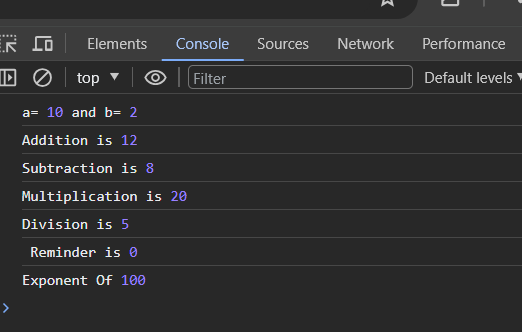 Elements Console Sources Network Performance
top Filter Default levels
a= 10 and b= 2
Addition is 12
Subtraction is 8
Multiplication is 20
Division is 5
Reminder is 0
Exponent Of 100